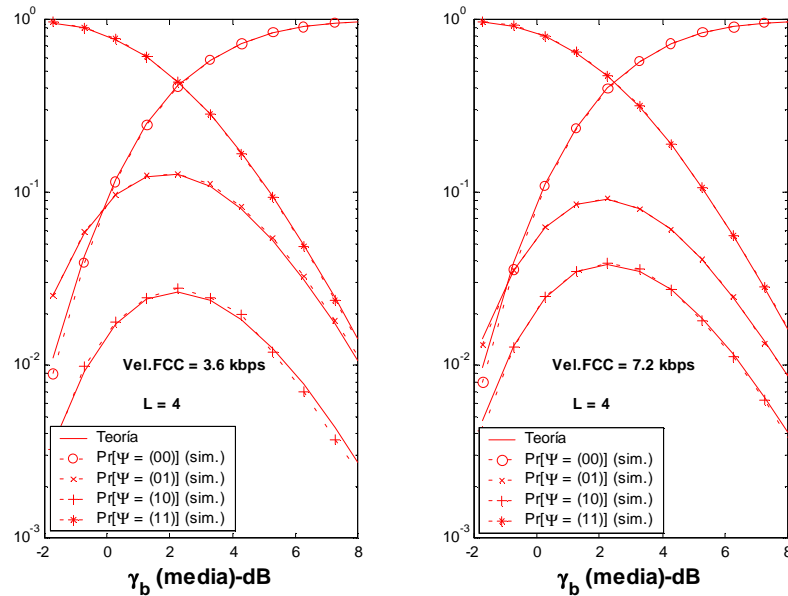 10^0
10^-1
10^-2
10^-3
-2 0 2 4 6 8
γ_b (media)-dB
Vel.FCC = 3.6 kbps
L = 4
Teoría
Pr[Ψ = (00)] (sim.)
Pr[Ψ = (01)] (sim.)
Pr[Ψ = (10)] (sim.)
Pr[Ψ = (11)] (sim.)
10^0
10^-1
10^-2
10^-3
-2 0 2 4 6 8
γ_b (media)-dB
Vel.FCC = 7.2 kbps
L = 4
Teoría
Pr[Ψ = (00)] (sim.)
Pr[Ψ = (01)] (sim.)
Pr[Ψ = (10)] (sim.)
Pr[Ψ = (11)] (sim.)